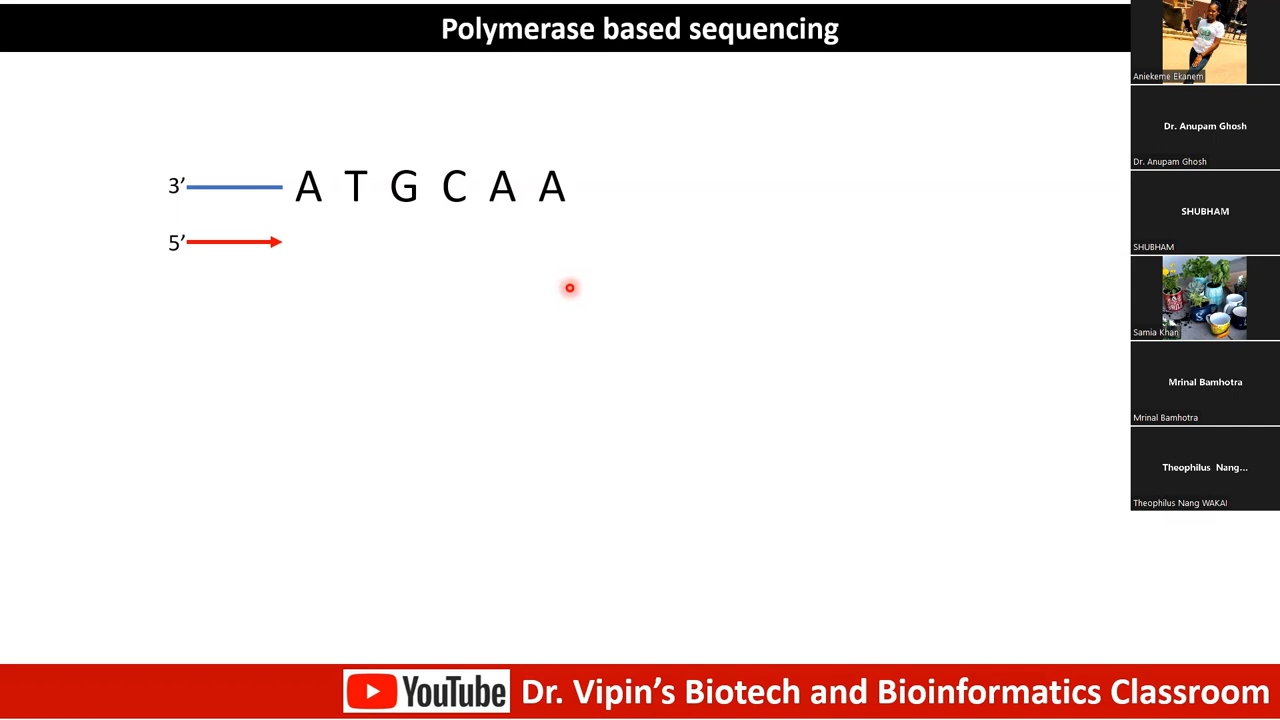 Polymerase based sequencing
3’ A T G C A A
5’
Aniekeme Ekanem
Dr. Anupam Ghosh
Dr. Anupam Ghosh
SHUBHAM
SHUBHAM
Samia Khan
Mrinal Bamhotra
Mrinal Bamhotra
Theophilus Nang...
Theophilus Nang WAKAI
YouTube Dr. Vipin’s Biotech and Bioinformatics Classroom